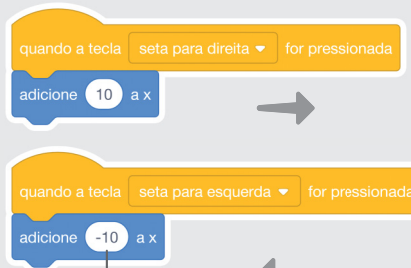 quando a tecla seta para direita for pressionada
adicione 10 a x
quando a tecla seta para esquerda for pressionada
adicione -10 a x